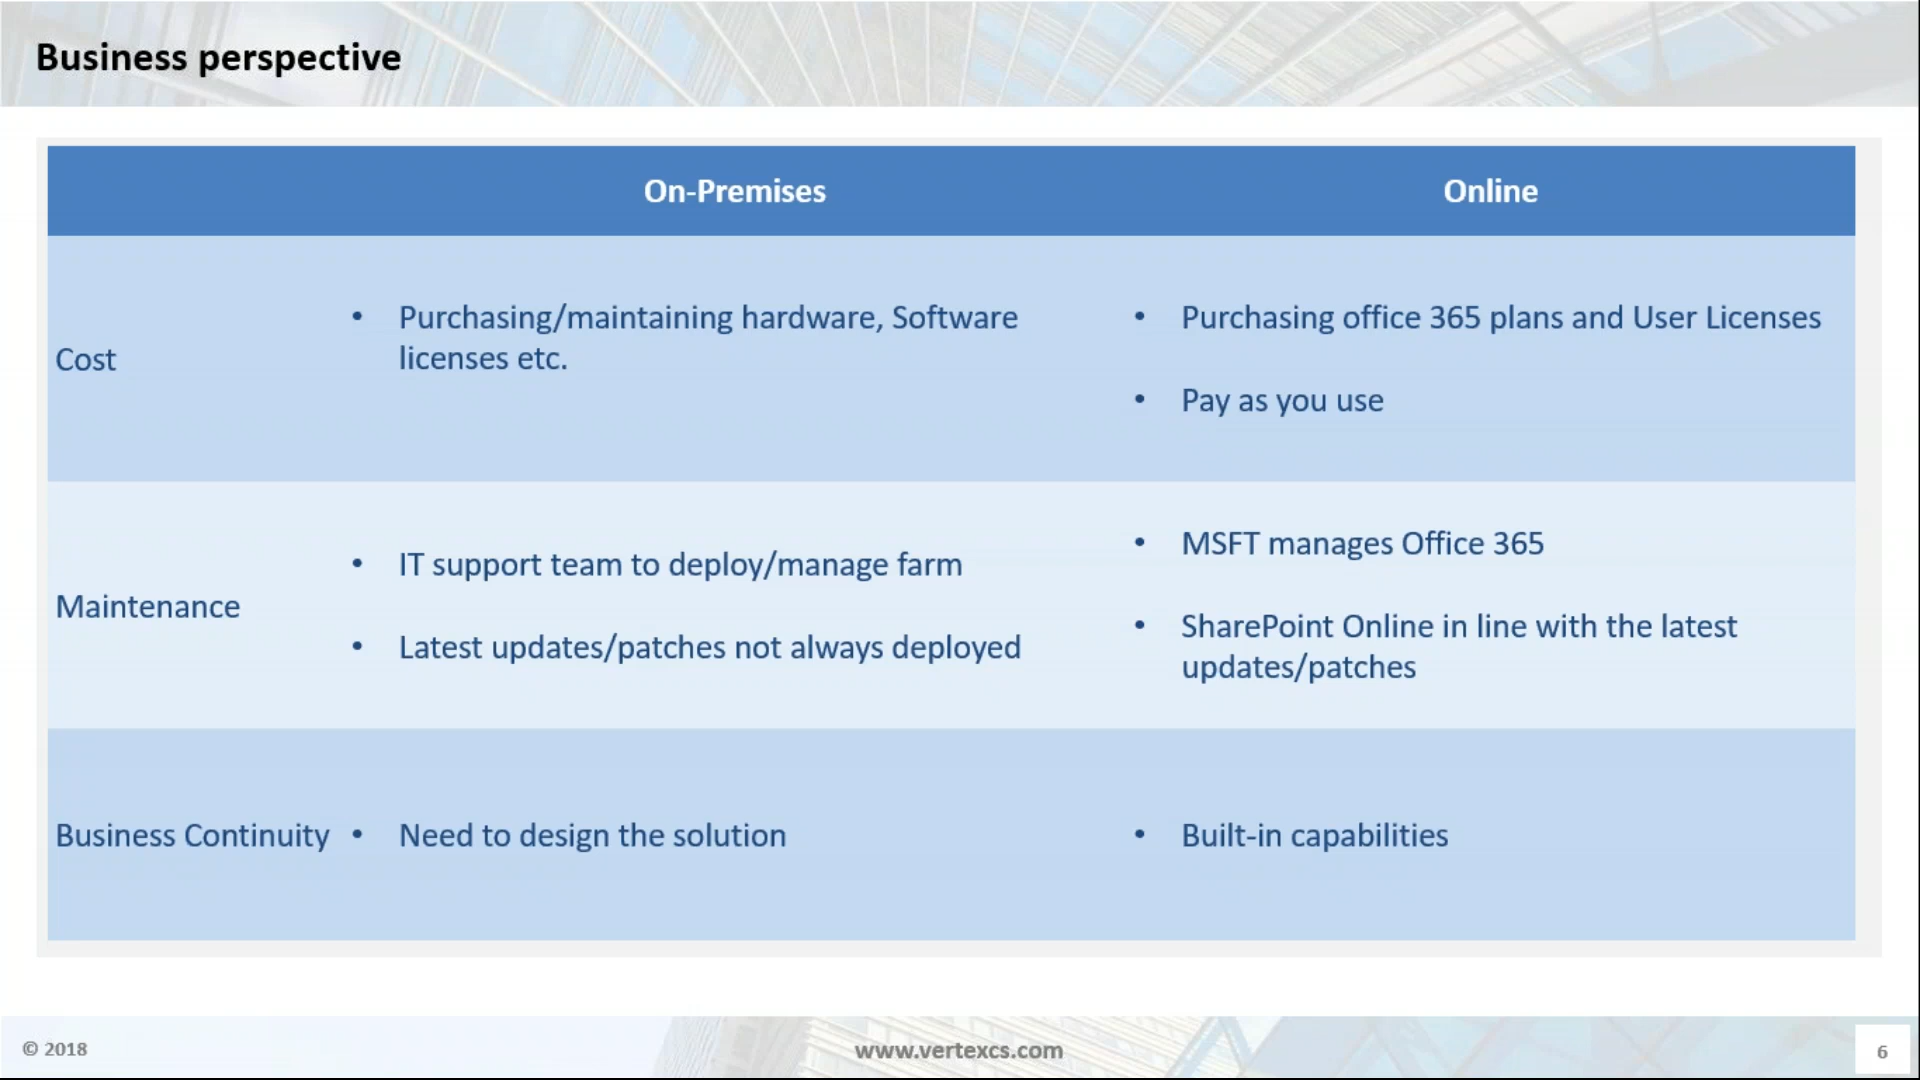 Business perspective
On-Premises
Online
Cost
• Purchasing/maintaining hardware, Software
licenses etc.
• Purchasing office 365 plans and User Licenses
• Pay as you use
Maintenance
• IT support team to deploy/manage farm
• Latest updates/patches not always deployed
• MSFT manages Office 365
• SharePoint Online in line with the latest
updates/patches
Business Continuity
• Need to design the solution
• Built-in capabilities
© 2018
www.vertexcs.com
6